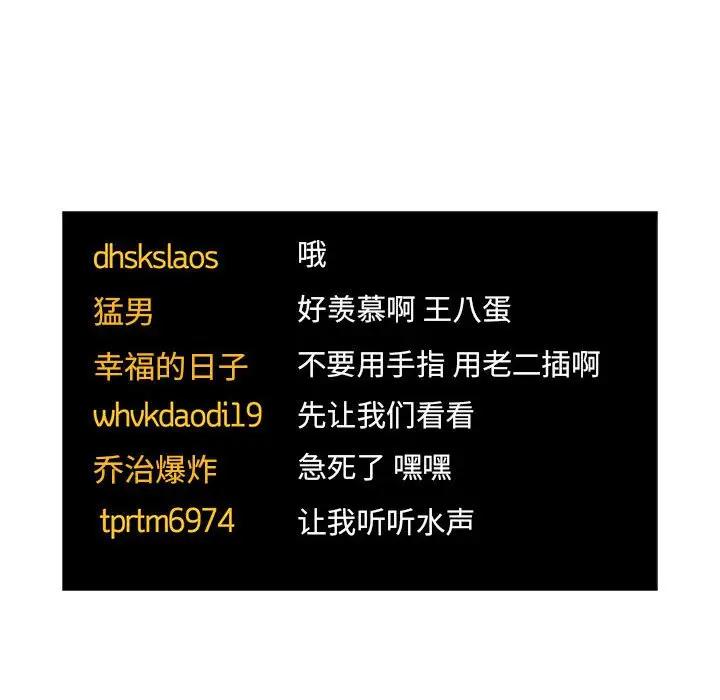 dhskslaos 哦
猛男 好羡慕啊 王八蛋
幸福的日子 不要用手指 用老二插啊
whvkdaodi19 先让我们看看
乔治爆炸 急死了 嘿嘿
tprtm6974 让我听听水声